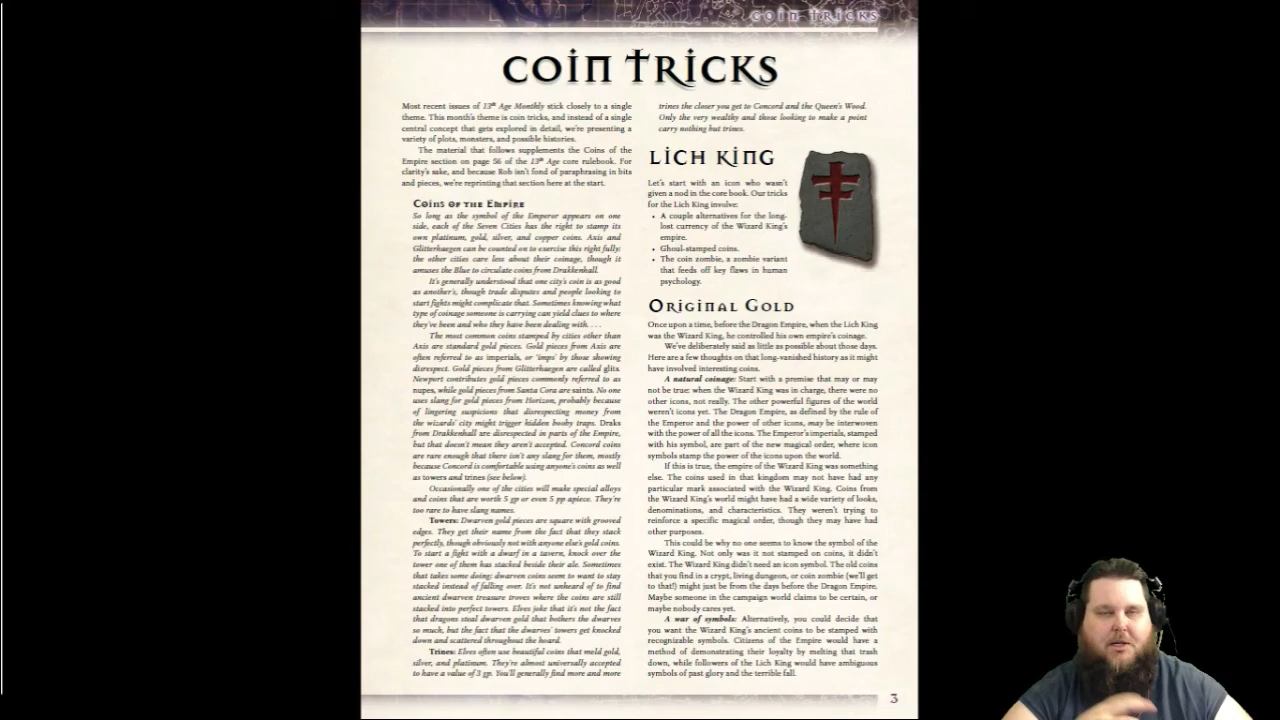 COIN TRICKS
COIN TRICKS
Most recent issues of 13th Age Monthly stick closely to a single
theme. This month's theme is coin tricks, and instead of a single
central concept that gets explored in detail, we're presenting a
variety of plots, monsters, and possible histories.
The material that follows supplements the Coins of the
Empire section on page 56 of the 13th Age core rulebook. For
clarity's sake, and because Rob isn't fond of paraphrasing in bits
and pieces, we're reprinting that section here at the start.
COINS OF THE EMPIRE
So long as the symbol of the Emperor appears on one
side, each of the Seven Cities has the right to stamp its
own platinum, gold, silver, and copper coins. Axis and
Glitterhaegen can be counted on to exercise this right fully;
the other cities care less about their coinage, though it
amuses the Blue to circulate coins from Drakkenhall.
It's generally understood that one city's coin is as good
as another's, though trade disputes and people looking to
start fights might complicate that. Sometimes knowing what
type of coinage someone is carrying can yield clues to where
they've been and who they have been dealing with. . . .
The most common coins stamped by cities other than
Axis are standard gold pieces. Gold pieces from Axis are
often referred to as imperials, or 'imps' by those showing
disrespect. Gold pieces from Glitterhaegen are called glits.
Newport contributes gold pieces commonly referred to as
nupes, while gold pieces from Santa Cora are saints. No one
uses slang for gold pieces from Horizon, probably because
of lingering suspicions that disrespecting money from
the wizards' city might trigger hidden booby traps. Draks
from Drakkenhall are disrespected in parts of the Empire,
but that doesn't mean they aren't accepted. Concord coins
are rare enough that there isn't any slang for them, mostly
because Concord is comfortable using anyone's coins as well
as towers and trines (see below).
Occasionally one of the cities will make special alloys
and coins that are worth 5 gp or even 5 pp apiece. They're
too rare to have slang names.
Towers: Dwarven gold pieces are square with grooved
edges. They get their name from the fact that they stack
perfectly, though obviously not with anyone else's gold coins.
To start a fight with a dwarf in a tavern, knock over the
tower one of them has stacked beside their ale. Sometimes
that takes some doing; dwarven coins seem to want to stay
stacked instead of falling over. It's not unheard of to find
ancient dwarven treasure troves where the coins are still
stacked into perfect towers. Elves joke that it's not the fact
that dragons steal dwarven gold that bothers the dwarves
so much, but the fact that the dwarves' towers get knocked
down and scattered throughout the hoard.
Trines: Elves often use beautiful coins that meld gold,
silver, and platinum. They're almost universally accepted
to have a value of 3 gp. You'll generally find more and more
trines the closer you get to Concord and the Queen's Wood.
Only the very wealthy and those looking to make a point
carry nothing but trines.
LICH KING
Let's start with an icon who wasn't
given a nod in the core book. Our tricks
for the Lich King involve:
• A couple alternatives for the long-
lost currency of the Wizard King's
empire.
• Ghoul-stamped coins.
• The coin zombie, a zombie variant
that feeds off key flaws in human
psychology.
ORIGINAL GOLD
Once upon a time, before the Dragon Empire, when the Lich King
was the Wizard King, he controlled his own empire's coinage.
We've deliberately said as little as possible about those days.
Here are a few thoughts on that long-vanished history as it might
have involved interesting coins.
A natural coinage: Start with a premise that may or may
not be true: when the Wizard King was in charge, there were no
other icons, not really. The other powerful figures of the world
weren't icons yet. The Dragon Empire, as defined by the rule of
the Emperor and the power of other icons, may be interwoven
with the power of all the icons. The Emperor's imperials, stamped
with his symbol, are part of the new magical order, where icon
symbols stamp the power of the icons upon the world.
If this is true, the empire of the Wizard King was something
else. The coins used in that kingdom may not have had any
particular mark associated with the Wizard King. Coins from
the Wizard King's world might have had a wide variety of looks,
denominations, and characteristics. They weren't trying to
reinforce a specific magical order, though they may have had
other purposes.
This could be why no one seems to know the symbol of the
Wizard King. Not only was it not stamped on coins, it didn't
exist. The Wizard King didn't need an icon symbol. The old coins
that you find in a crypt, living dungeon, or coin zombie (we'll get
to that!) might just be from the days before the Dragon Empire.
Maybe someone in the campaign world claims to be certain, or
maybe nobody cares yet.
A war of symbols: Alternatively, you could decide that
you want the Wizard King's ancient coins to be stamped with
recognizable symbols. Citizens of the Empire would have a
method of demonstrating their loyalty by melting that trash
down, while followers of the Lich King would have ambiguous
symbols of past glory and the terrible fall.
3